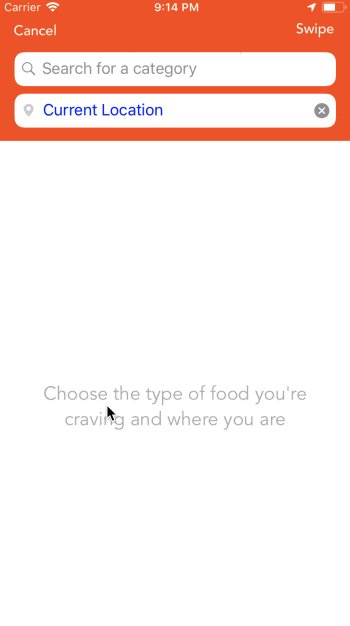 Carrier 9:14 PM
Cancel Swipe
Search for a category
Current Location
Choose the type of food you're
craving and where you are